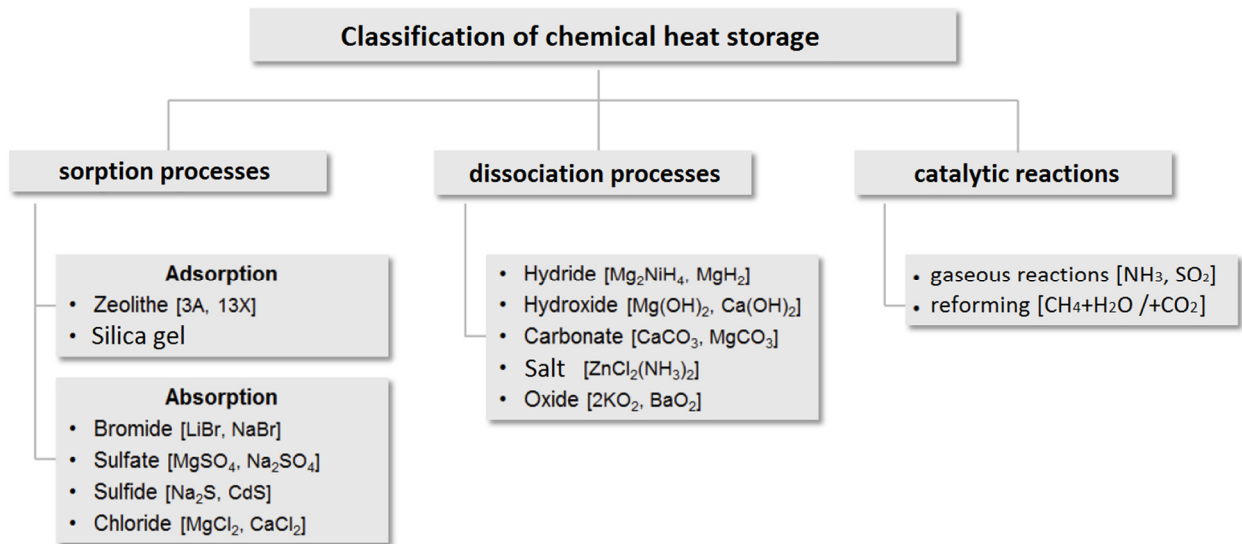 Classification of chemical heat storage
sorption processes
Adsorption
• Zeolithe [3A, 13X]
• Silica gel
Absorption
• Bromide [LiBr, NaBr]
• Sulfate [MgSO₄, Na₂SO₄]
• Sulfide [Na₂S, CdS]
• Chloride [MgCl₂, CaCl₂]
dissociation processes
• Hydride [Mg₂NiH₄, MgH₂]
• Hydroxide [Mg(OH)₂, Ca(OH)₂]
• Carbonate [CaCO₃, MgCO₃]
• Salt [ZnCl₂(NH₃)₂]
• Oxide [2KO₂, BaO₂]
catalytic reactions
• gaseous reactions [NH₃, SO₂]
• reforming [CH₄+H₂O /+CO₂]